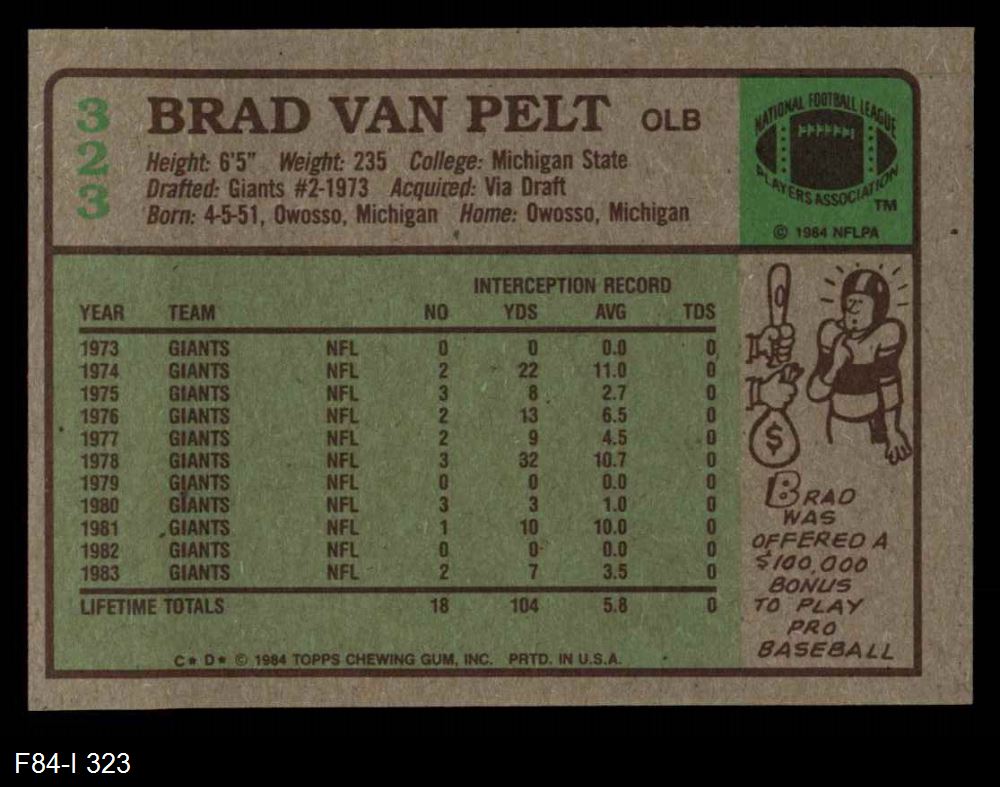 323
BRAD VAN PELT OLB
Height: 6'5" Weight: 235 College: Michigan State
Drafted: Giants #2-1973 Acquired: Via Draft
Born: 4-5-51, Owosso, Michigan Home: Owosso, Michigan
NATIONAL FOOTBALL LEAGUE
PLAYERS ASSOCIATION
TM
© 1984 NFLPA
INTERCEPTION RECORD
YEAR TEAM NO YDS AVG TDS
1973 GIANTS NFL 0 0 0.0 0
1974 GIANTS NFL 2 22 11.0 0
1975 GIANTS NFL 3 8 2.7 0
1976 GIANTS NFL 2 13 6.5 0
1977 GIANTS NFL 2 9 4.5 0
1978 GIANTS NFL 3 32 10.7 0
1979 GIANTS NFL 0 0 0.0 0
1980 GIANTS NFL 3 3 1.0 0
1981 GIANTS NFL 1 10 10.0 0
1982 GIANTS NFL 0 0 0.0 0
1983 GIANTS NFL 2 7 3.5 0
LIFETIME TOTALS 18 104 5.8 0
C* D* © 1984 TOPPS CHEWING GUM, INC. PRTD. IN U.S.A.
$
BRAD
WAS
OFFERED A
$100,000
BONUS
TO PLAY
PRO
BASEBALL
F84-I 323